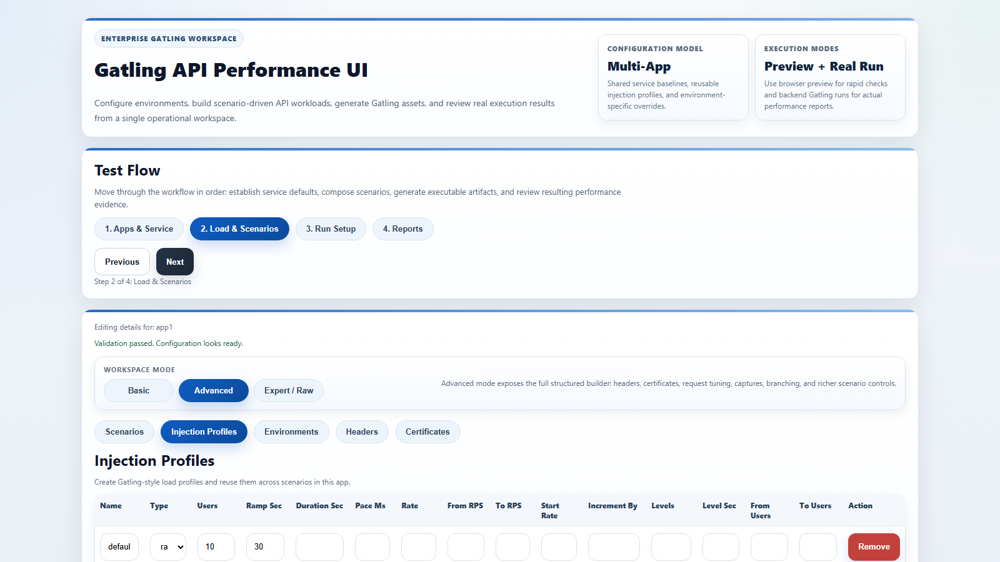 ENTERPRISE GATLING WORKSPACE
Gatling API Performance UI
Configure environments, build scenario-driven API workloads, generate Gatling assets, and review real execution results
from a single operational workspace.
CONFIGURATION MODEL
Multi-App
Shared service baselines, reusable
injection profiles, and environment-
specific overrides.
EXECUTION MODES
Preview + Real Run
Use browser preview for rapid checks
and backend Gatling runs for actual
performance reports.
Test Flow
Move through the workflow in order: establish service defaults, compose scenarios, generate executable artifacts, and review resulting performance
evidence.
1. Apps & Service 2. Load & Scenarios 3. Run Setup 4. Reports
Previous Next
Step 2 of 4: Load & Scenarios
Editing details for: app1
Validation passed. Configuration looks ready.
WORKSPACE MODE
Basic Advanced Expert / Raw
Advanced mode exposes the full structured builder: headers, certificates, request tuning, captures, branching, and richer scenario controls.
Scenarios Injection Profiles Environments Headers Certificates
Injection Profiles
Create Gatling-style load profiles and reuse them across scenarios in this app.
Name Type Users Ramp Sec Duration Sec Pace Ms Rate From RPS To RPS Start Rate Increment By Levels Level Sec From Users To Users Action
defaul ra 10 30 Remove